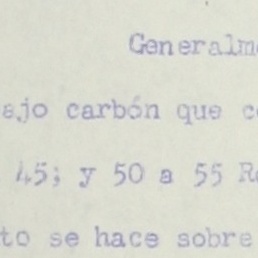 Generalm
ajo carbón que c
45; y 50 a 55 R
to se hace sobre